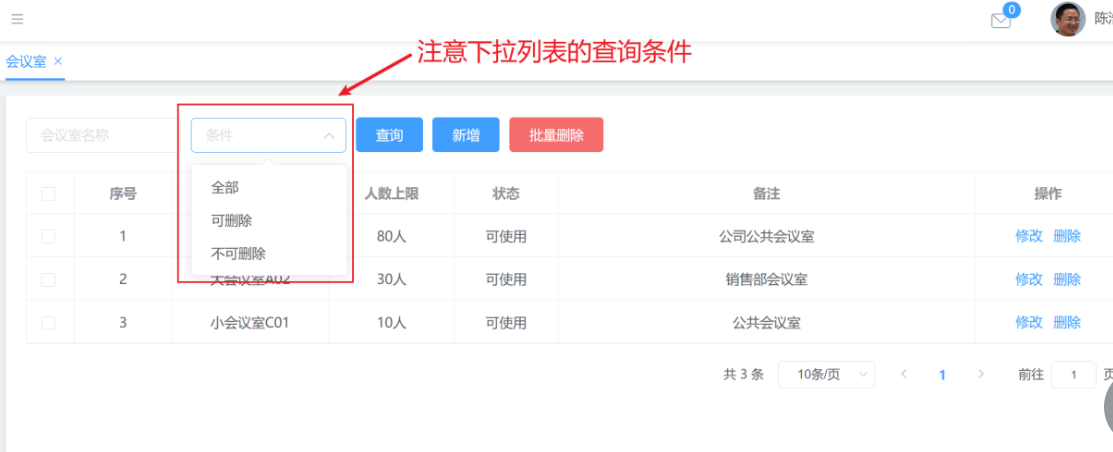 0
陈浩
会议室 ×
注意下拉列表的查询条件
会议室名称 条件 查询 新增 批量删除
全部
可删除
不可删除
序号 人数上限 状态 备注 操作
1 80人 可使用 公司公共会议室 修改 删除
2 大会议室A02 30人 可使用 销售部会议室 修改 删除
3 小会议室C01 10人 可使用 公共会议室 修改 删除
共 3 条 10条/页 1 前往 1 页